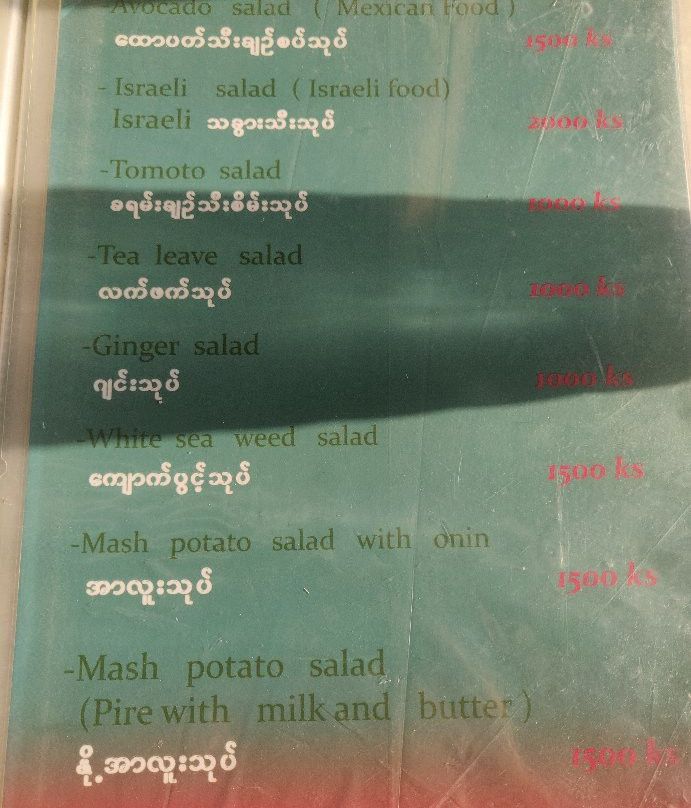 -Avocado salad ( Mexican Food )
ထောပတ်သီးချဉ်စပ်သုပ် 1500 ks
- Israeli salad ( Israeli food)
Israeli သခွားသီးသုပ် 2000 ks
-Tomoto salad
ခရမ်းချဉ်သီးစိမ်းသုပ် 1000 ks
-Tea leave salad
လက်ဖက်သုပ် 1000 ks
-Ginger salad
ဂျင်းသုပ် 1000 ks
-White sea weed salad
ကျောက်ပွင့်သုပ် 1500 ks
-Mash potato salad with onin
အာလူးသုပ် 1500 ks
-Mash potato salad
(Pire with milk and butter )
နို့အာလူးသုပ် 1500 ks